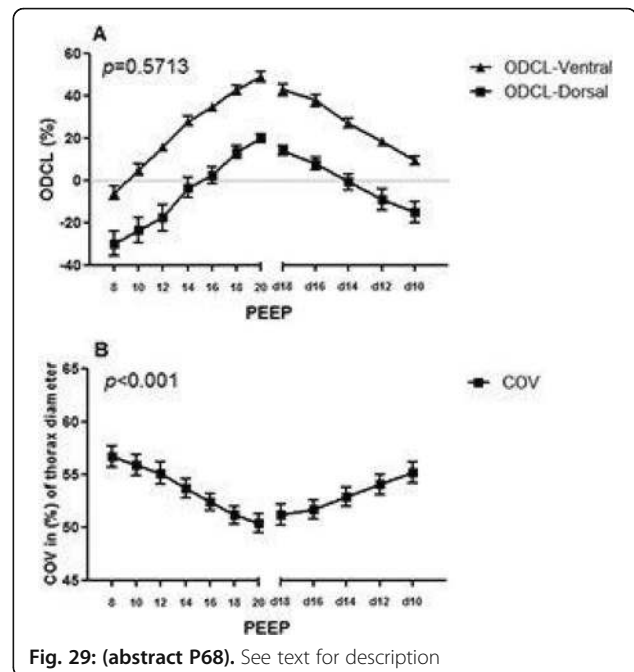 A
p=0.5713
ODCL-Ventral
ODCL-Dorsal
ODCL (%)
60
40
20
0
-20
-40
8 10 12 14 16 18 20 d18 d16 d14 d12 d10
PEEP
B
p<0.001
COV
COV in (%) of thorax diameter
65
60
55
50
45
8 10 12 14 16 18 20 d18 d16 d14 d12 d10
PEEP
Fig. 29: (abstract P68). See text for description